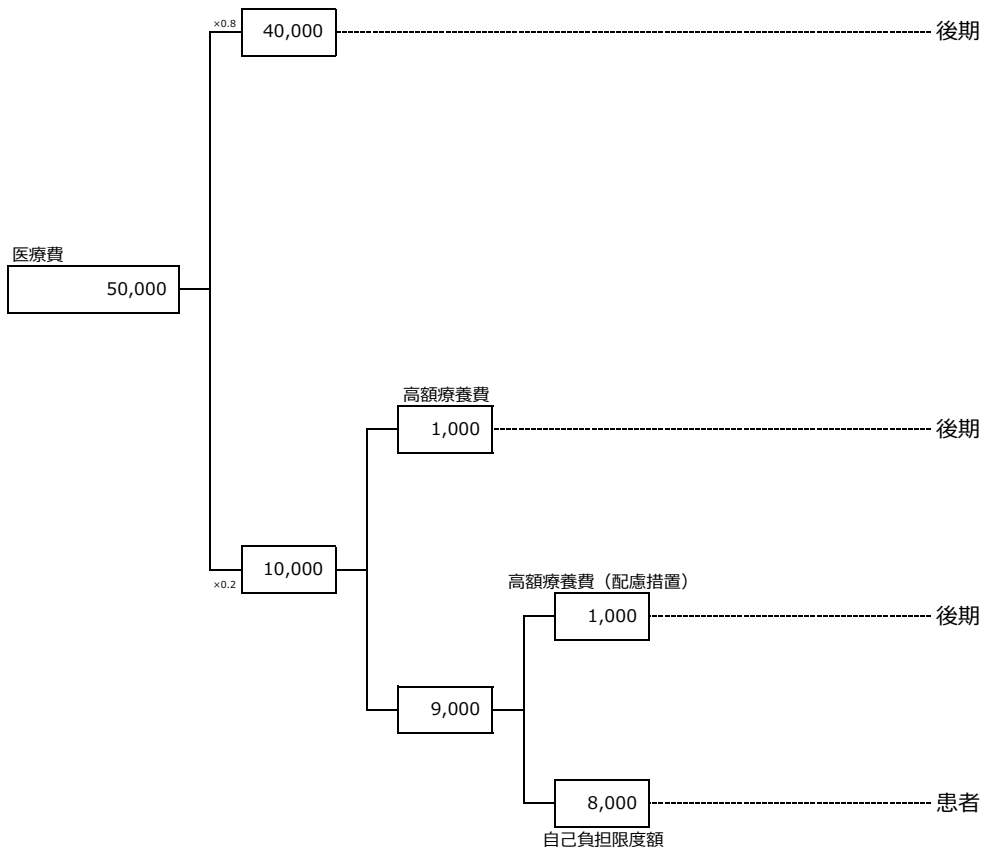 ×0.8
40,000
後期
医療費
50,000
高額療養費
1,000
後期
×0.2
10,000
高額療養費（配慮措置）
1,000
後期
9,000
8,000
患者
自己負担限度額